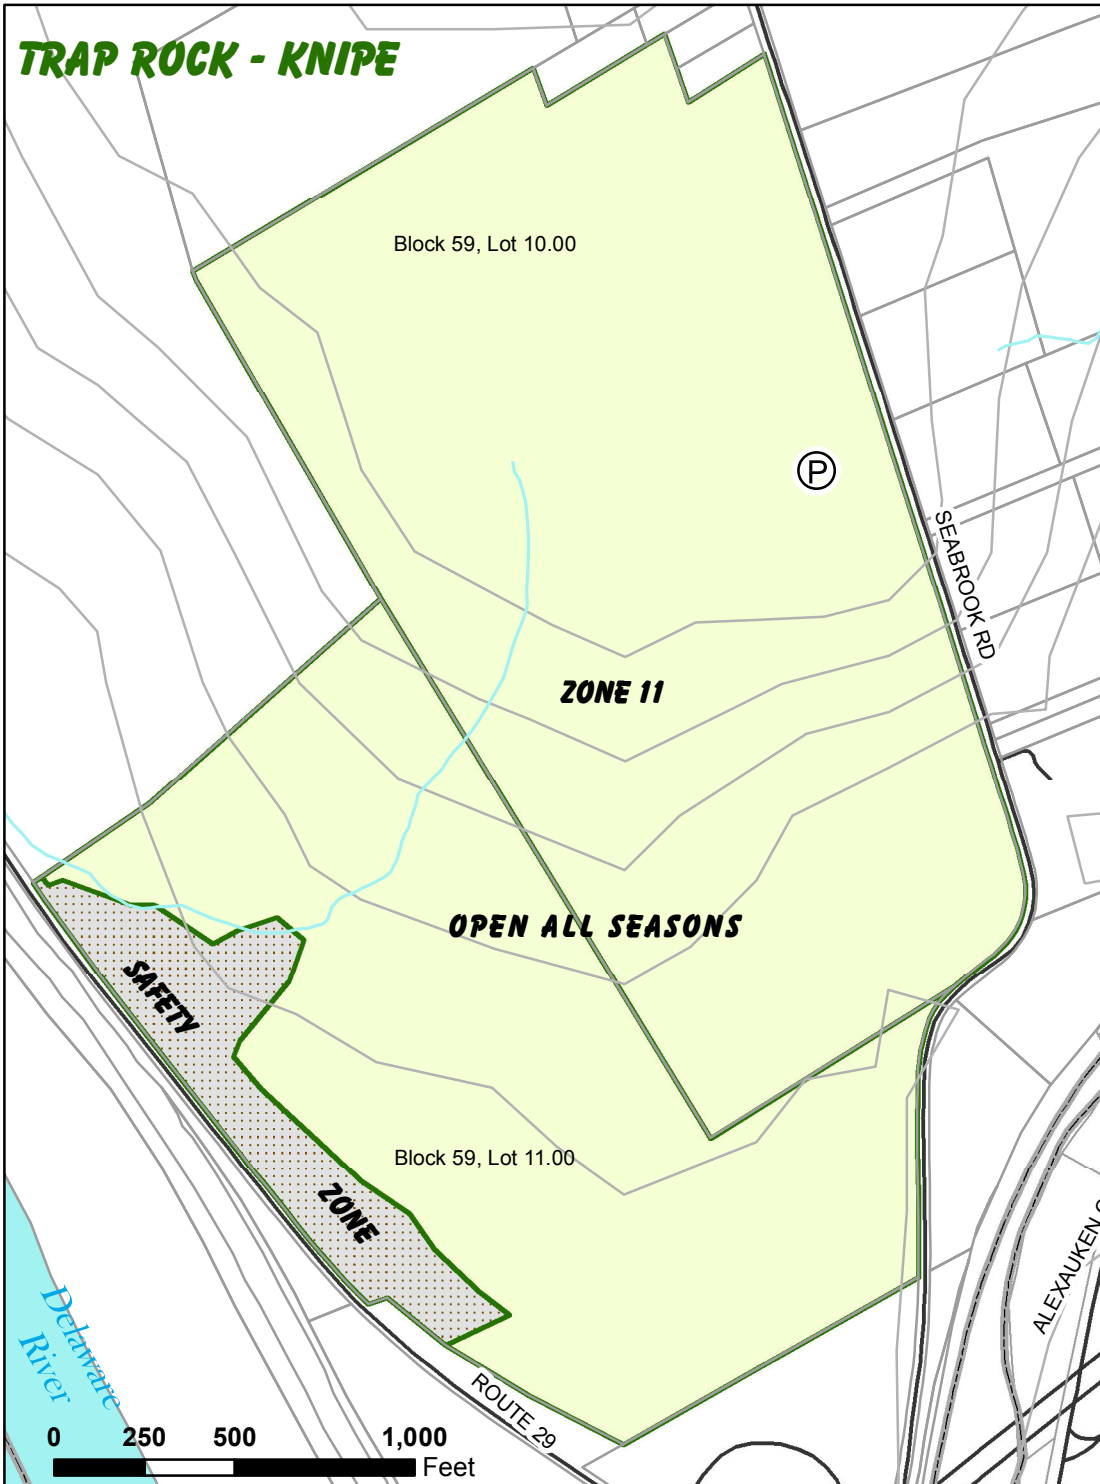 TRAP ROCK - KNIPE
Block 59, Lot 10.00
P
SEABROOK RD
ZONE 11
OPEN ALL SEASONS
SAFETY
ZONE
Block 59, Lot 11.00
ALEXAUKEN
Delaware
River
ROUTE 29
0 250 500 1,000
Feet